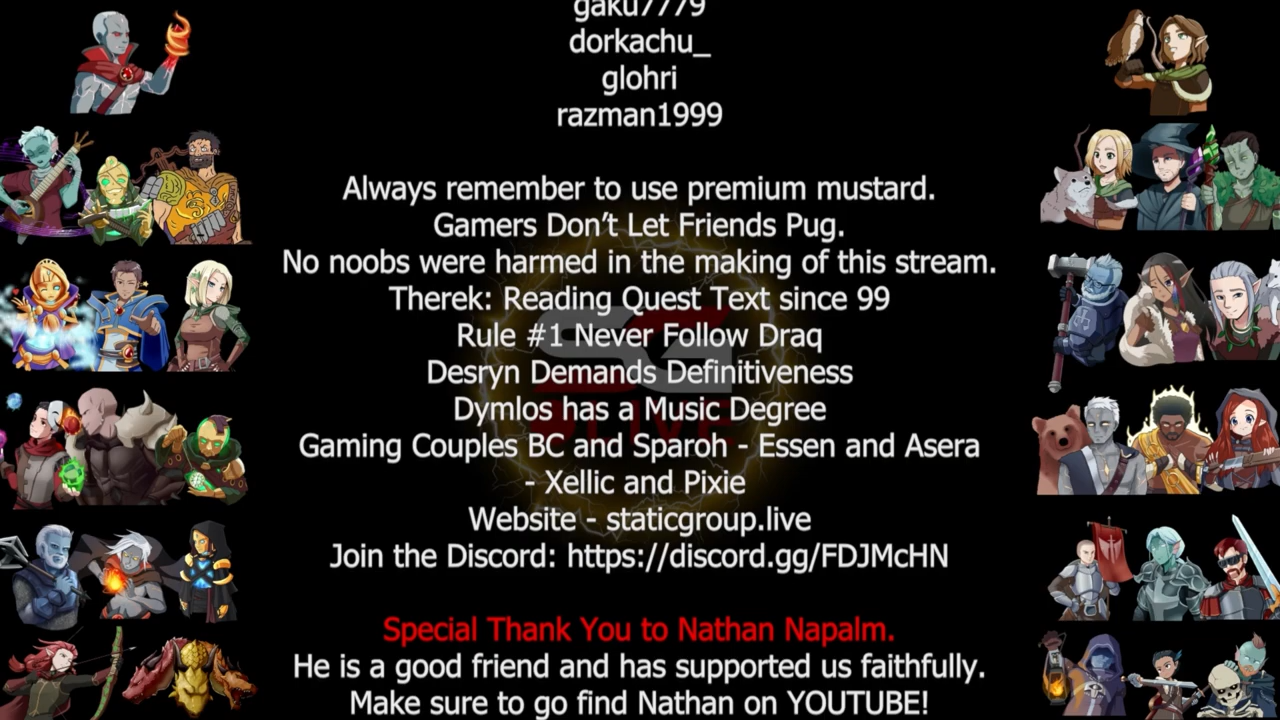 gaku7779
dorkachu_
glohri
razman1999
Always remember to use premium mustard.
Gamers Don’t Let Friends Pug.
No noobs were harmed in the making of this stream.
Therek: Reading Quest Text since 99
Rule #1 Never Follow Draq
Desryn Demands Definitiveness
Dymlos has a Music Degree
Gaming Couples BC and Sparoh - Essen and Asera
- Xellic and Pixie
Website - staticgroup.live
Join the Discord: https://discord.gg/FDJMcHN
Special Thank You to Nathan Napalm.
He is a good friend and has supported us faithfully.
Make sure to go find Nathan on YOUTUBE!